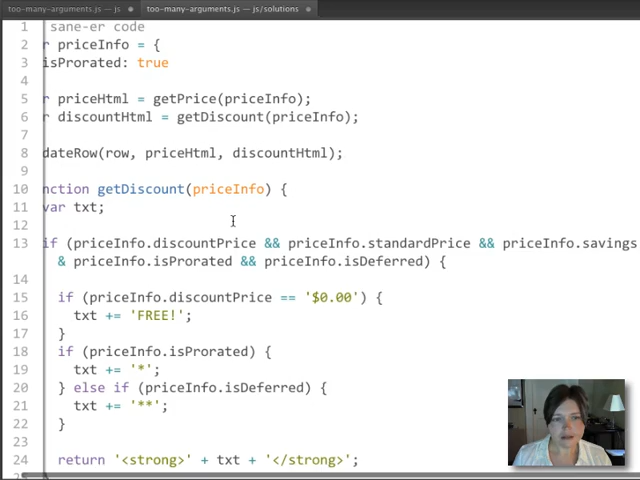 too-many-arguments.js — js
too-many-arguments.js — js/solutions
1 sane-er code
2 r priceInfo = {
3 isProrated: true
4
5 r priceHtml = getPrice(priceInfo);
6 r discountHtml = getDiscount(priceInfo);
7
8 dateRow(row, priceHtml, discountHtml);
9
10 nction getDiscount(priceInfo) {
11 var txt;
12
13 if (priceInfo.discountPrice && priceInfo.standardPrice && priceInfo.savings
& priceInfo.isProrated && priceInfo.isDeferred) {
14
15 if (priceInfo.discountPrice == '$0.00') {
16 txt += 'FREE!';
17 }
18 if (priceInfo.isProrated) {
19 txt += '*';
20 } else if (priceInfo.isDeferred) {
21 txt += '**';
22 }
23
24 return '<strong>' + txt + '</strong>';